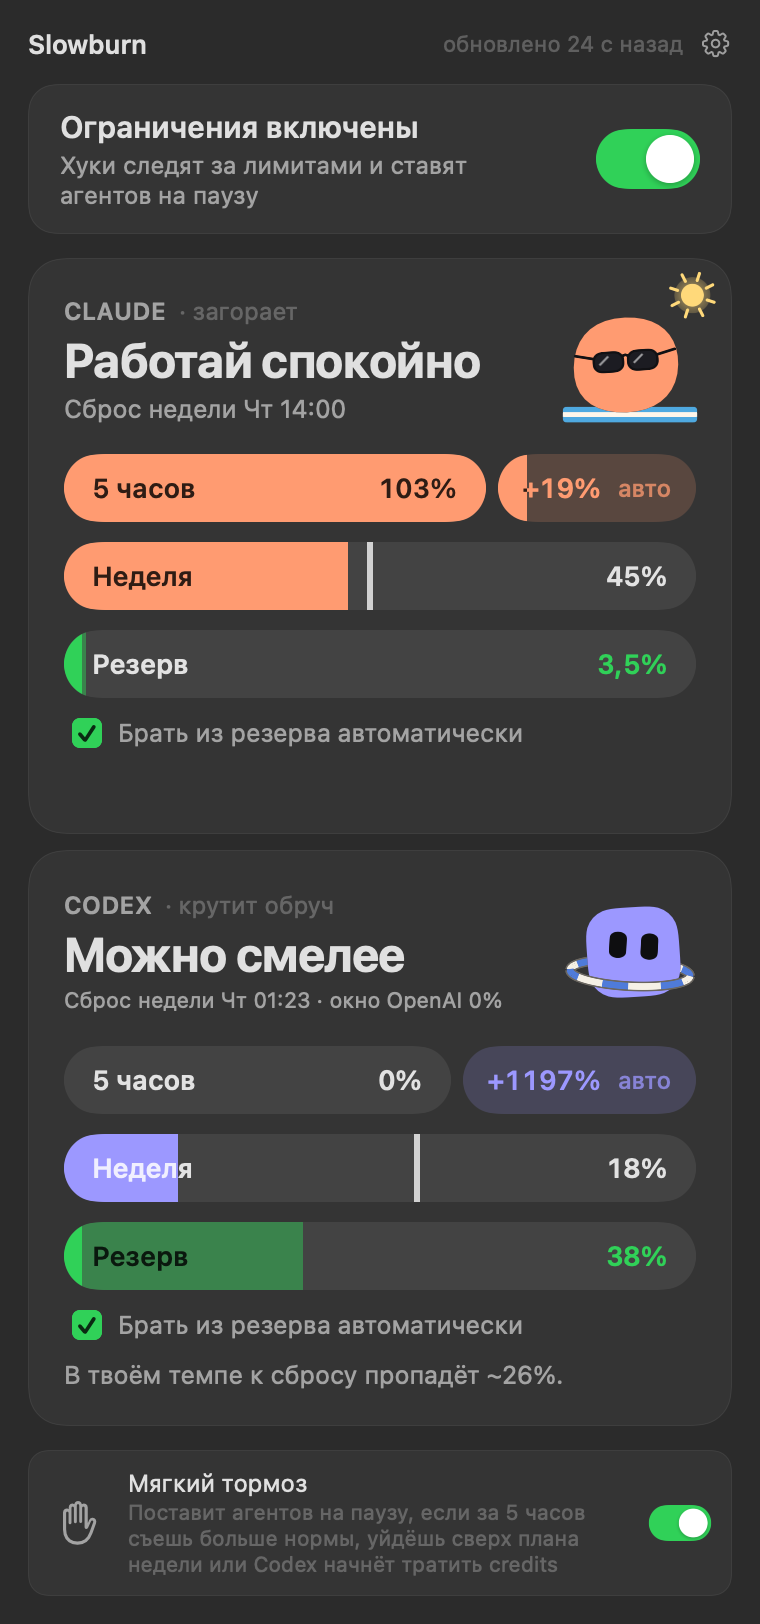 Slowburn
обновлено 24 с назад
Ограничения включены
Хуки следят за лимитами и ставят
агентов на паузу
CLAUDE · загорает
Работай спокойно
Сброс недели Чт 14:00
5 часов 103% +19% авто
Неделя 45%
Резерв 3,5%
Брать из резерва автоматически
CODEX · крутит обруч
Можно смелее
Сброс недели Чт 01:23 · окно OpenAI 0%
5 часов 0% +1197% авто
Неделя 18%
Резерв 38%
Брать из резерва автоматически
В твоём темпе к сбросу пропадёт ~26%.
Мягкий тормоз
Поставит агентов на паузу, если за 5 часов
съешь больше нормы, уйдёшь сверх плана
недели или Codex начнёт тратить credits